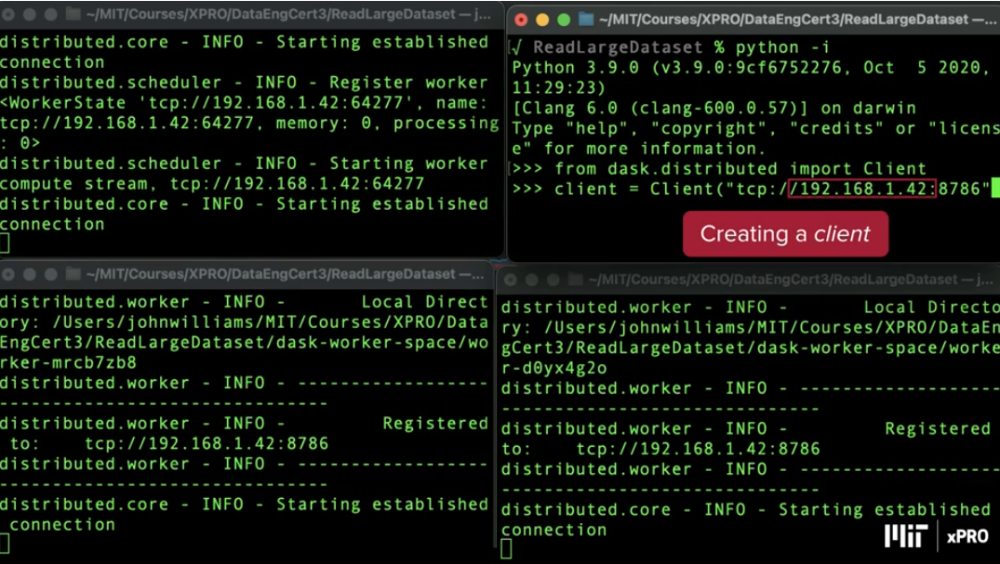 ~/MIT/Courses/XPRO/DataEngCert3/ReadLargeDataset — j...
distributed.core - INFO - Starting established
connection
distributed.scheduler - INFO - Register worker
<WorkerState 'tcp://192.168.1.42:64277', name:
tcp://192.168.1.42:64277, memory: 0, processing
: 0>
distributed.scheduler - INFO - Starting worker
compute stream, tcp://192.168.1.42:64277
distributed.core - INFO - Starting established
connection
~/MIT/Courses/XPRO/DataEngCert3/ReadLargeDataset —...
[√ ReadLargeDataset % python -i
Python 3.9.0 (v3.9.0:9cf6752276, Oct  5 2020,
11:29:23)
[Clang 6.0 (clang-600.0.57)] on darwin
Type "help", "copyright", "credits" or "licens
e" for more information.
[>>> from dask.distributed import Client
>>> client = Client("tcp://192.168.1.42:8786"
Creating a client
~/MIT/Courses/XPRO/DataEngCert3/ReadLargeDataset —...
distributed.worker - INFO -       Local Direct
ory: /Users/johnwilliams/MIT/Courses/XPRO/Data
EngCert3/ReadLargeDataset/dask-worker-space/wo
rker-mrcb7zb8
distributed.worker - INFO - ------------------
-------------------------------
distributed.worker - INFO -         Registered
 to:     tcp://192.168.1.42:8786
distributed.worker - INFO - ------------------
-------------------------------
distributed.core - INFO - Starting established
 connection
~/MIT/Courses/XPRO/DataEngCert3/ReadLargeDataset — j...
distributed.worker - INFO -       Local Directo
ry: /Users/johnwilliams/MIT/Courses/XPRO/DataEn
gCert3/ReadLargeDataset/dask-worker-space/worke
r-d0yx4g2o
distributed.worker - INFO - -------------------
------------------------------
distributed.worker - INFO -         Registered
to:     tcp://192.168.1.42:8786
distributed.worker - INFO - -------------------
------------------------------
distributed.core - INFO - Starting established
connection
MIT xPRO